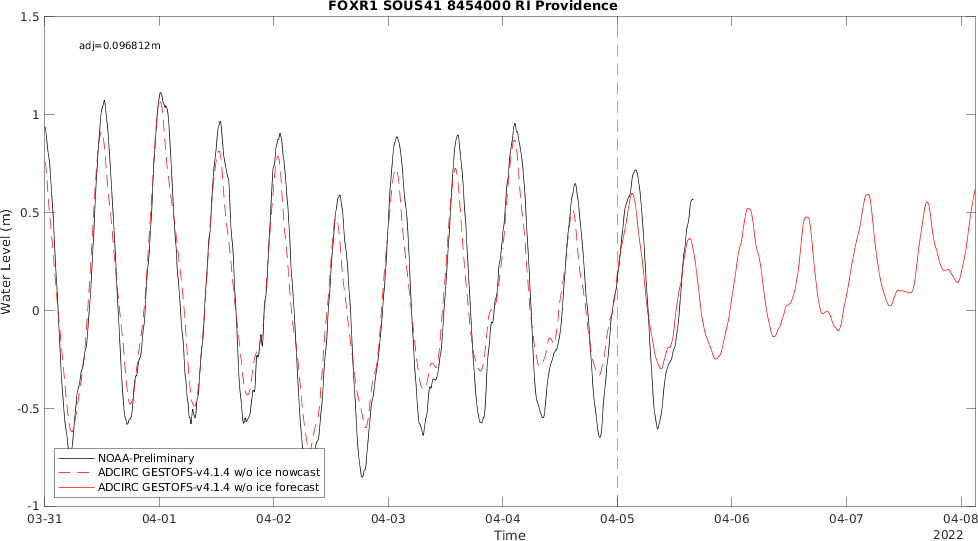 FOXR1 SOUS41 8454000 RI Providence
adj=0.096812m
1.5
1
0.5
0
-0.5
-1
Water Level (m)
NOAA-Preliminary
ADCIRC GESTOFS-v4.1.4 w/o ice nowcast
ADCIRC GESTOFS-v4.1.4 w/o ice forecast
03-31 04-01 04-02 04-03 04-04 04-05 04-06 04-07 04-08
Time
2022